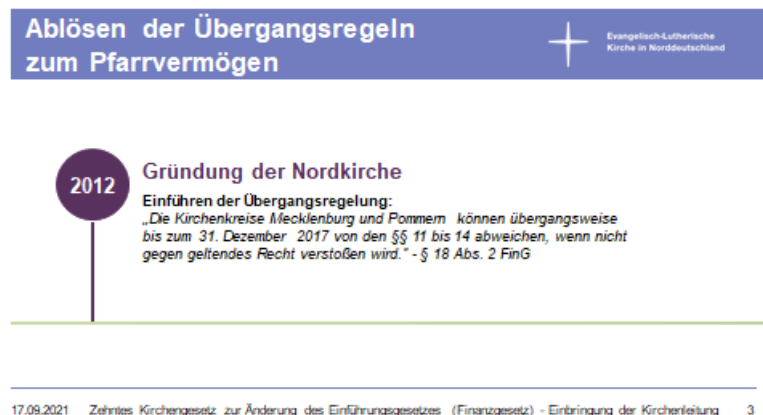 Ablösen der Übergangsregeln
zum Pfarrvermögen
Evangelisch-Lutherische
Kirche in Norddeutschland
2012
Gründung der Nordkirche
Einführen der Übergangsregelung:
„Die Kirchenkreise Mecklenburg und Pommern können übergangsweise
bis zum 31. Dezember 2017 von den §§ 11 bis 14 abweichen, wenn nicht
gegen geltendes Recht verstoßen wird." - § 18 Abs. 2 FinG
17.09.2021 Zehntes Kirchengesetz zur Änderung des Einführungsgesetzes (Finanzgesetz) - Einbringung der Kirchenleitung 3